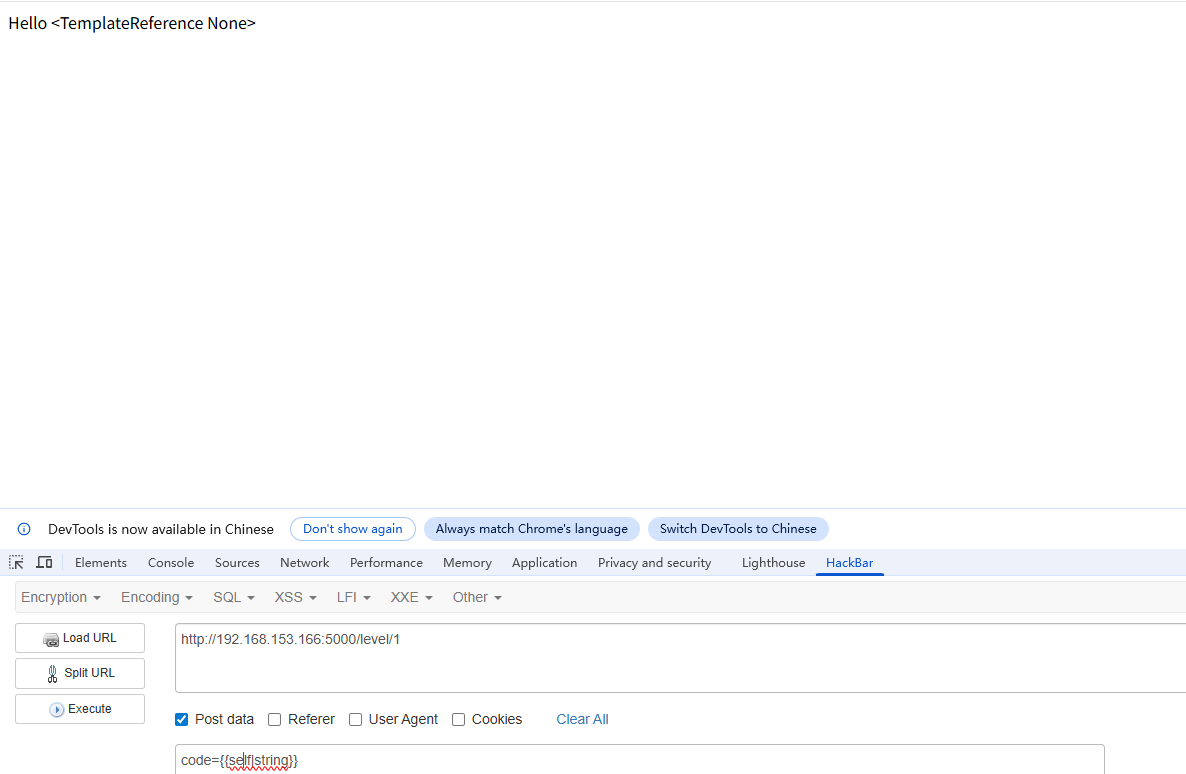 Hello <TemplateReference None>
DevTools is now available in Chinese Don't show again Always match Chrome's language Switch DevTools to Chinese
Elements Console Sources Network Performance Memory Application Privacy and security Lighthouse HackBar
Encryption Encoding SQL XSS LFI XXE Other
Load URL http://192.168.153.166:5000/level/1
Split URL
Execute
Post data Referer User Agent Cookies Clear All
code={{self|string}}